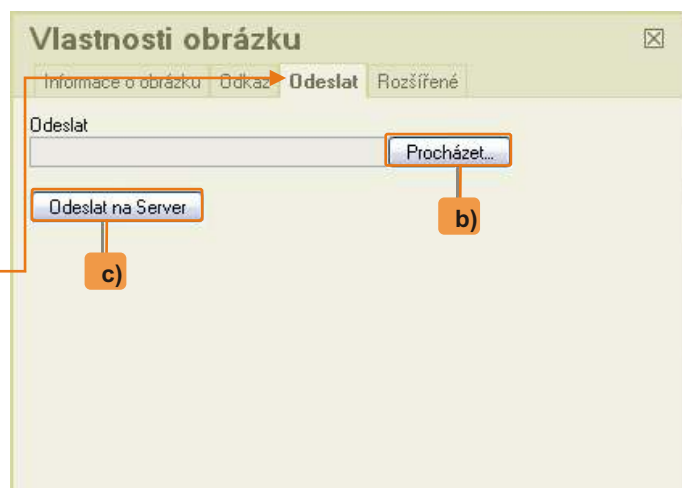 Vlastnosti obrázku
Informace o obrázku Odkaz Odeslat Rozšířené
Odeslat
Procházet...
Odeslat na Server
b)
c)